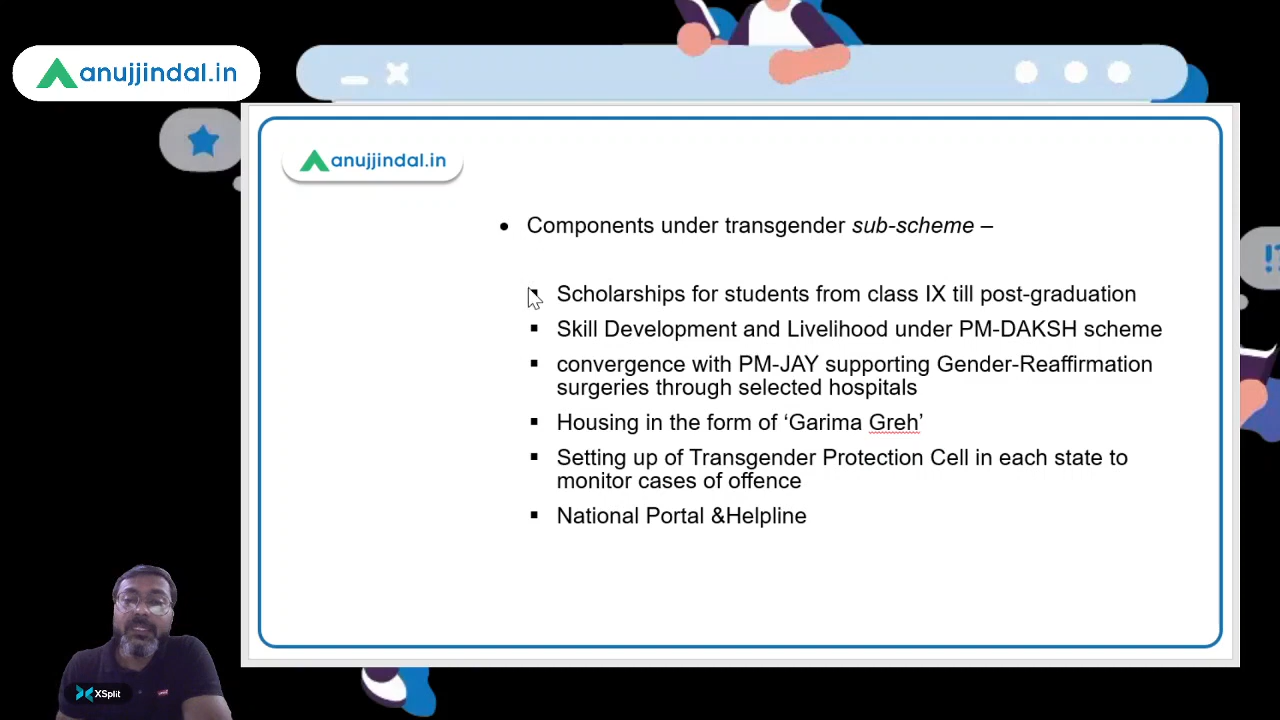 anujjindal.in
anujjindal.in
• Components under transgender sub-scheme –
▪ Scholarships for students from class IX till post-graduation
▪ Skill Development and Livelihood under PM-DAKSH scheme
▪ convergence with PM-JAY supporting Gender-Reaffirmation
surgeries through selected hospitals
▪ Housing in the form of ‘Garima Greh’
▪ Setting up of Transgender Protection Cell in each state to
monitor cases of offence
▪ National Portal &Helpline
XSplit